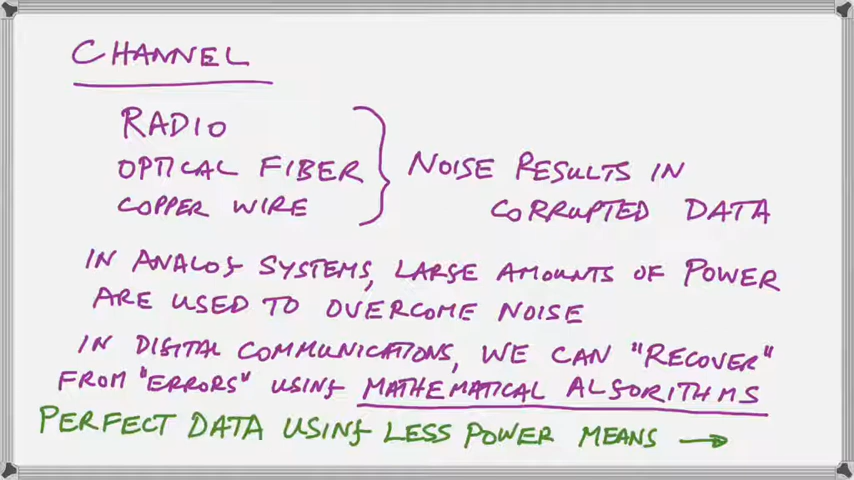 CHANNEL
RADIO
OPTICAL FIBER
COPPER WIRE
NOISE RESULTS IN
CORRUPTED DATA
IN ANALOG SYSTEMS, LARGE AMOUNTS OF POWER
ARE USED TO OVERCOME NOISE
IN DIGITAL COMMUNICATIONS, WE CAN "RECOVER"
FROM "ERRORS" USING MATHEMATICAL ALGORITHMS
PERFECT DATA USING LESS POWER MEANS →